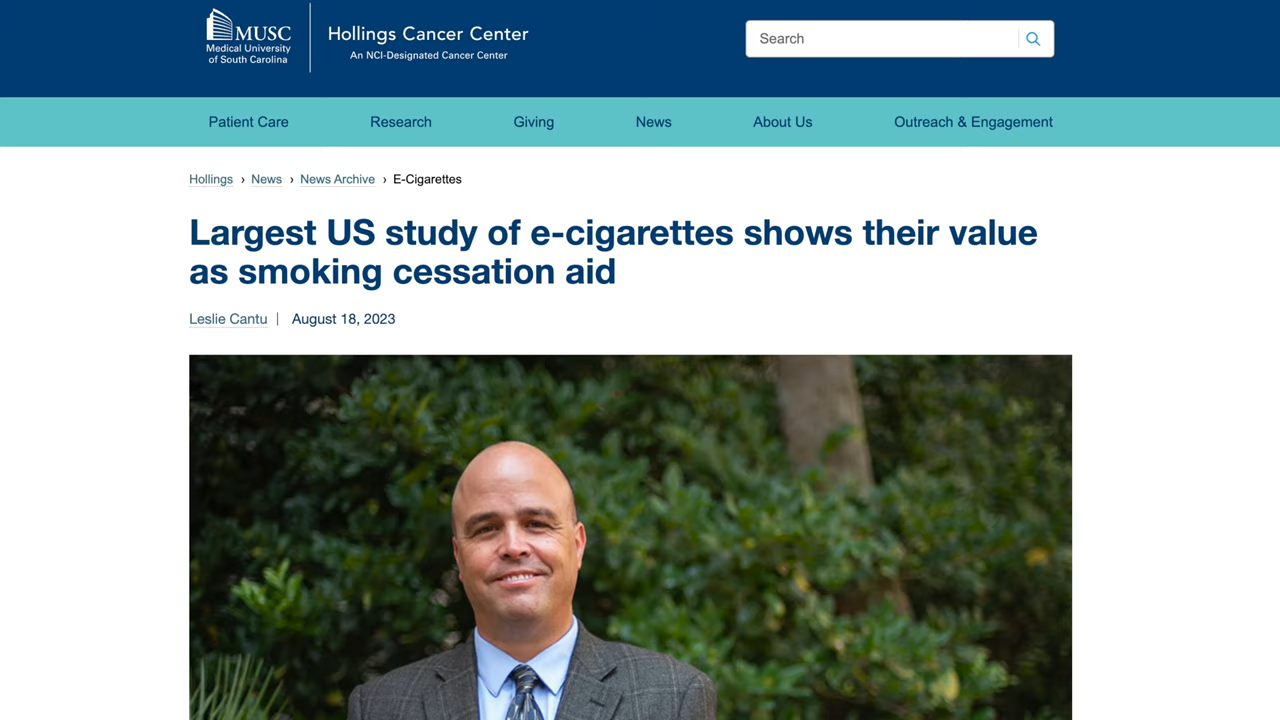 MUSC
Medical University
of South Carolina
Hollings Cancer Center
An NCI-Designated Cancer Center
Search
Patient Care
Research
Giving
News
About Us
Outreach & Engagement
Hollings › News › News Archive › E-Cigarettes
Largest US study of e-cigarettes shows their value
as smoking cessation aid
Leslie Cantu | August 18, 2023